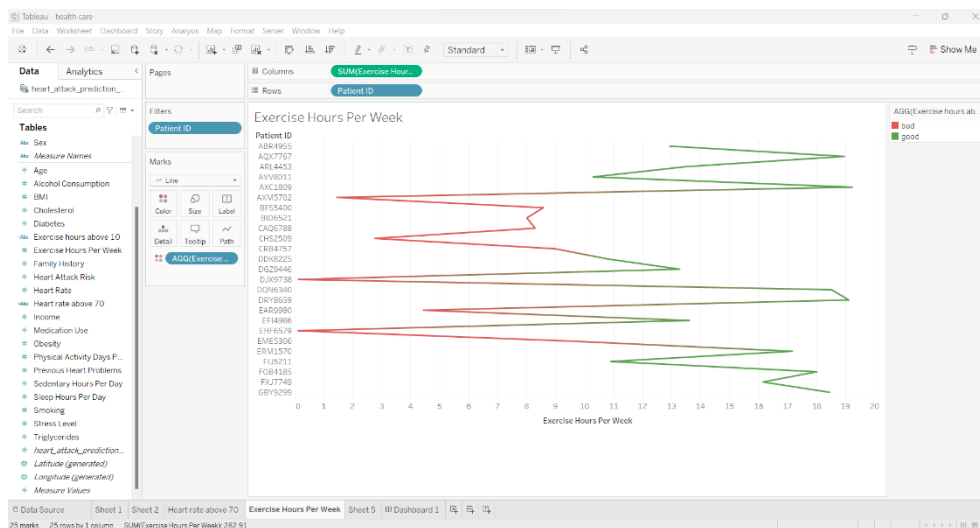 Tableau - health care
File Data Worksheet Dashboard Story Analysis Map Format Server Window Help
Standard
Show Me
Data Analytics
heart_attack_prediction_...
Search
Tables
Abc Sex
Abc Measure Names
# Age
# Alcohol Consumption
# BMI
# Cholesterol
# Diabetes
=Abc Exercise hours above 10
# Exercise Hours Per Week
# Family History
# Heart Attack Risk
# Heart Rate
=Abc Heart rate above 70
# Income
# Medication Use
# Obesity
# Physical Activity Days P...
# Previous Heart Problems
# Sedentary Hours Per Day
# Sleep Hours Per Day
# Smoking
# Stress Level
# Triglycerides
# heart_attack_prediction...
Latitude (generated)
Longitude (generated)
# Measure Values
Pages
Filters
Patient ID
Marks
Line
Color Size Label
Detail Tooltip Path
AGG(Exercise ...
Columns SUM(Exercise Hour..
Rows Patient ID
Exercise Hours Per Week
Patient ID
ABR4955
AQX7767
ARL4453
AVV8011
AXC1809
AXM5702
BFS5400
BID6521
CAQ6788
CHS2509
CRB4757
DDK8225
DGZ9446
DJX9738
DQN6340
DRY8659
EAR9980
EFI4986
EHF6579
EME5306
ERM1570
FIJ5211
FOB4185
FXJ7749
GBY9299
0 1 2 3 4 5 6 7 8 9 10 11 12 13 14 15 16 17 18 19 20
Exercise Hours Per Week
AGG(Exercise hours ab...
bad
good
Data Source Sheet 1 Sheet 2 Heart rate above 70 Exercise Hours Per Week Sheet 5 Dashboard 1
25 marks 25 rows by 1 column SUM(Exercise Hours Per Week): 282.91